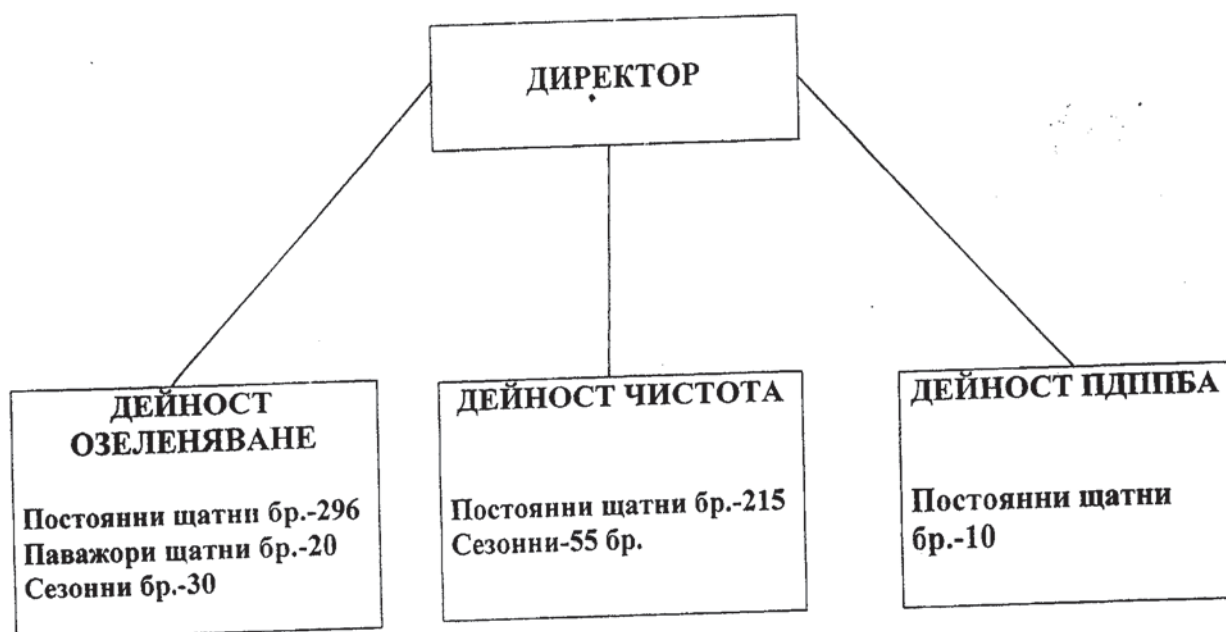 ДИРЕКТОР
ДЕЙНОСТ
ОЗЕЛЕНЯВАНЕ
Постоянни щатни бр.-296
Паважори щатни бр.-20
Сезонни бр.-30
ДЕЙНОСТ ЧИСТОТА
Постоянни щатни бр.-215
Сезонни-55 бр.
ДЕЙНОСТ ПДППБА
Постоянни щатни
бр.-10